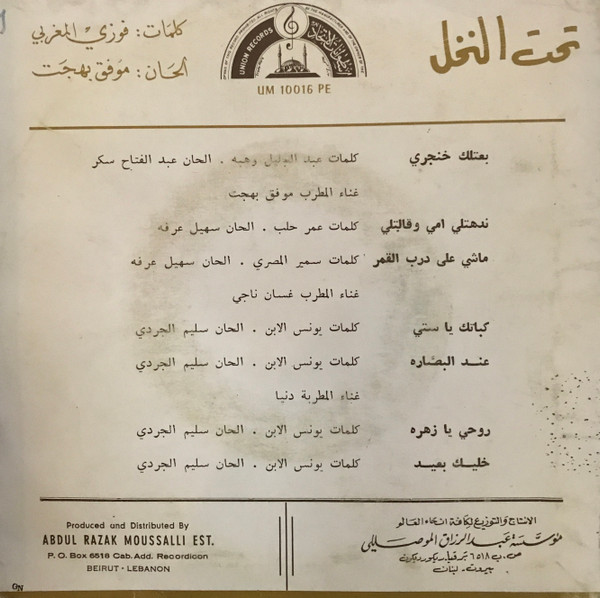 تحت النخل
كلمات: فوزي المغربي
الحان: موفق بهجت
UNION RECORDS
UM 10016 PE
بعتلك خنجري كلمات عبد الجليل وهبه . الحان عبد الفتاح سكر
غناء المطرب موفق بهجت
ندهتلي امي وقالتلي كلمات عمر حلب . الحان سهيل عرفه
ماشي على درب القمر كلمات سمير المصري . الحان سهيل عرفه
غناء المطرب غسان ناجي
كباتك يا ستي كلمات يونس الابن . الحان سليم الجردي
عند البصاره كلمات يونس الابن . الحان سليم الجردي
غناء المطربة دنيا
روحي يا زهره كلمات يونس الابن . الحان سليم الجردي
خليك بعيد كلمات يونس الابن . الحان سليم الجردي
Produced and Distributed By
ABDUL RAZAK MOUSSALLI EST.
P. O. Box 6518 Cab. Add. Recordicon
BEIRUT - LEBANON
الانتاج والتوزيع لكافة انحاء العالم
مؤسسة عبد الرزاق الموصللي
ص.ب ٦٥١٨ برقيا، ريكورديكون
بيروت - لبنان
ON